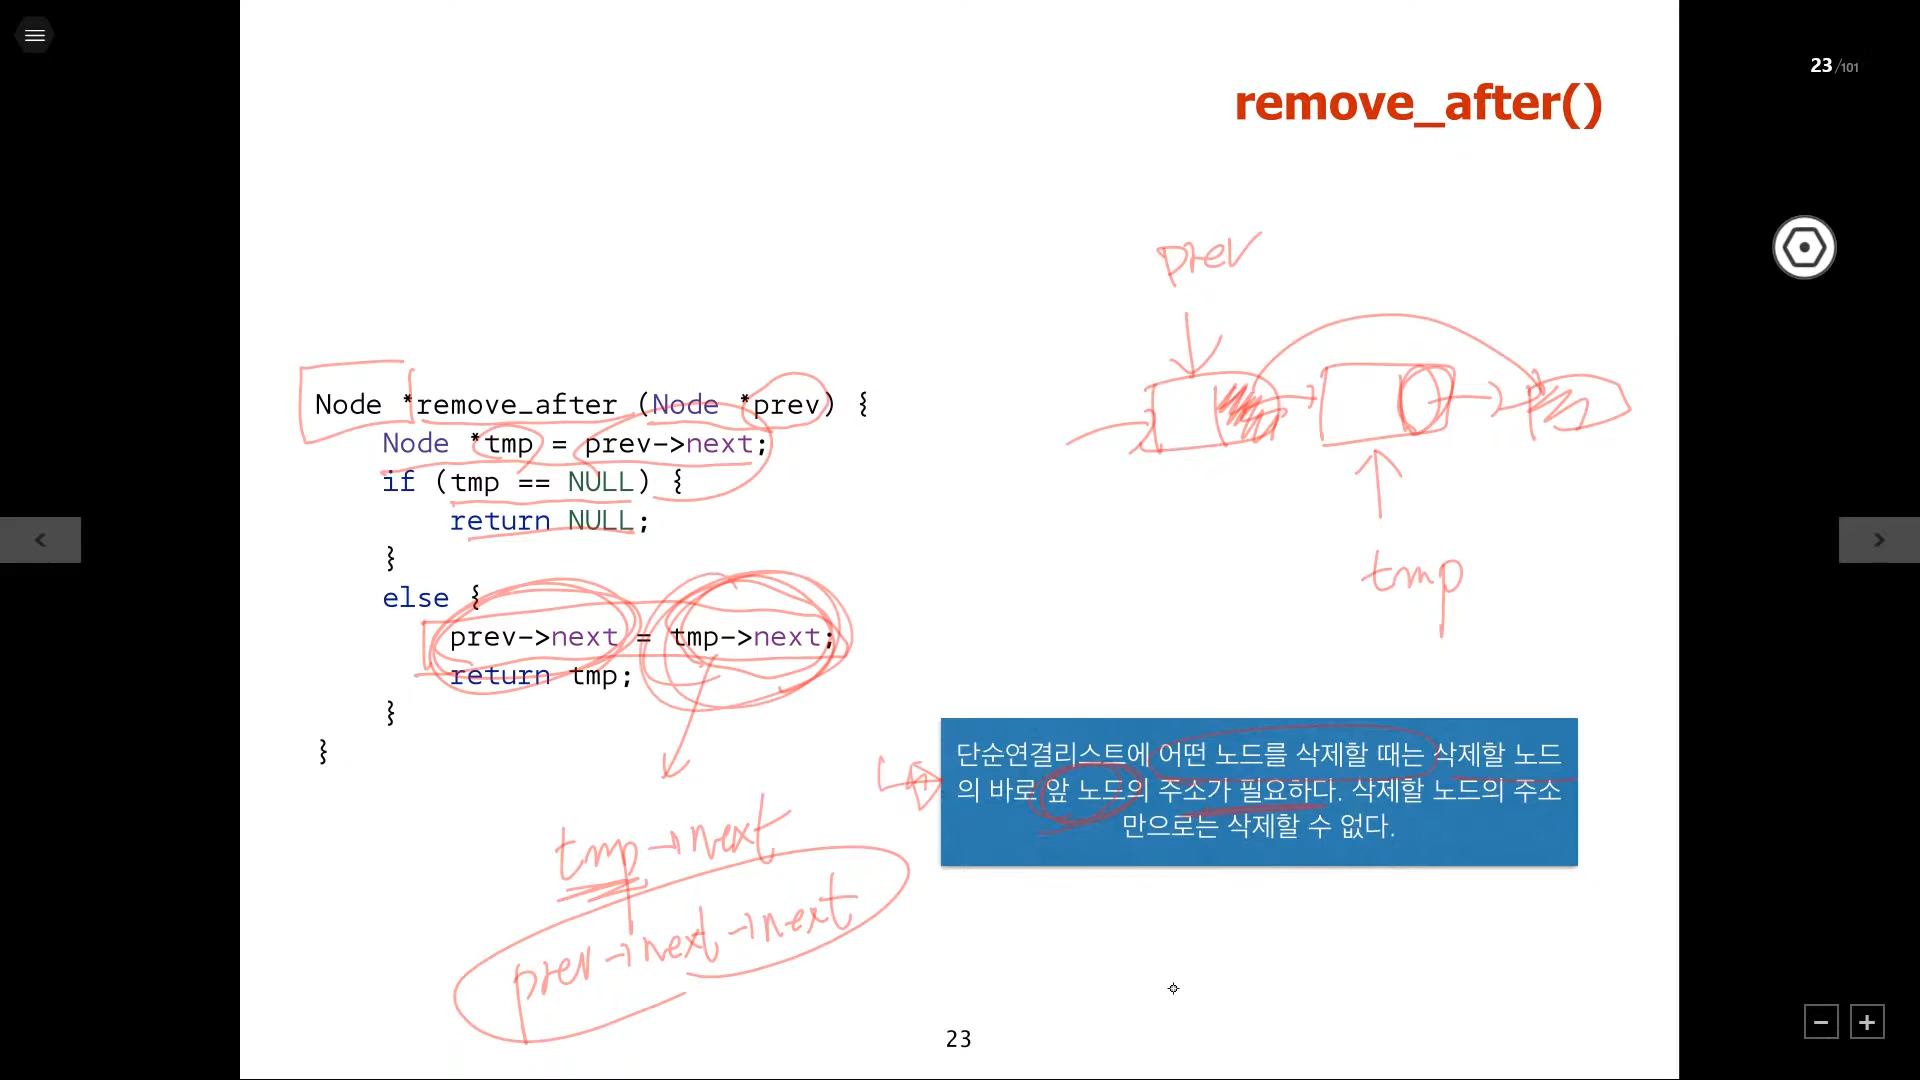 23/101
remove_after()
prev
Node *remove_after (Node *prev) {
Node *tmp = prev->next;
if (tmp == NULL) {
return NULL;
}
else {
prev->next = tmp->next;
return tmp;
}
}
tmp
단순연결리스트에 어떤 노드를 삭제할 때는 삭제할 노드
의 바로 앞 노드의 주소가 필요하다. 삭제할 노드의 주소
만으로는 삭제할 수 없다.
tmp→next
prev→next→next
23